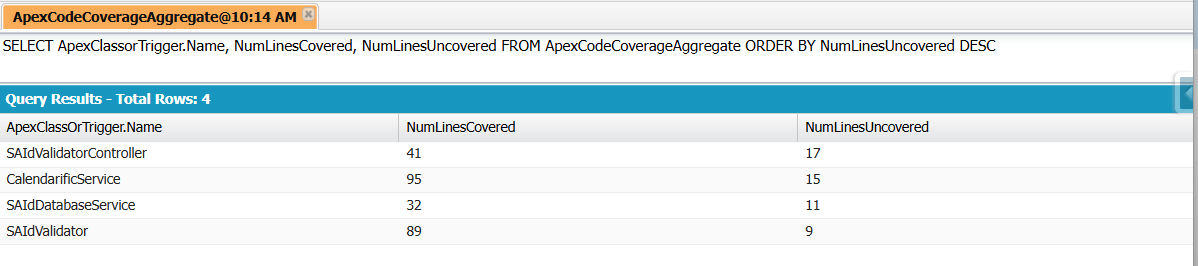 ApexCodeCoverageAggregate@10:14 AM
SELECT ApexClassorTrigger.Name, NumLinesCovered, NumLinesUncovered FROM ApexCodeCoverageAggregate ORDER BY NumLinesUncovered DESC
Query Results - Total Rows: 4
ApexClassOrTrigger.Name NumLinesCovered NumLinesUncovered
SAIdValidatorController 41 17
CalendarificService 95 15
SAIdDatabaseService 32 11
SAIdValidator 89 9